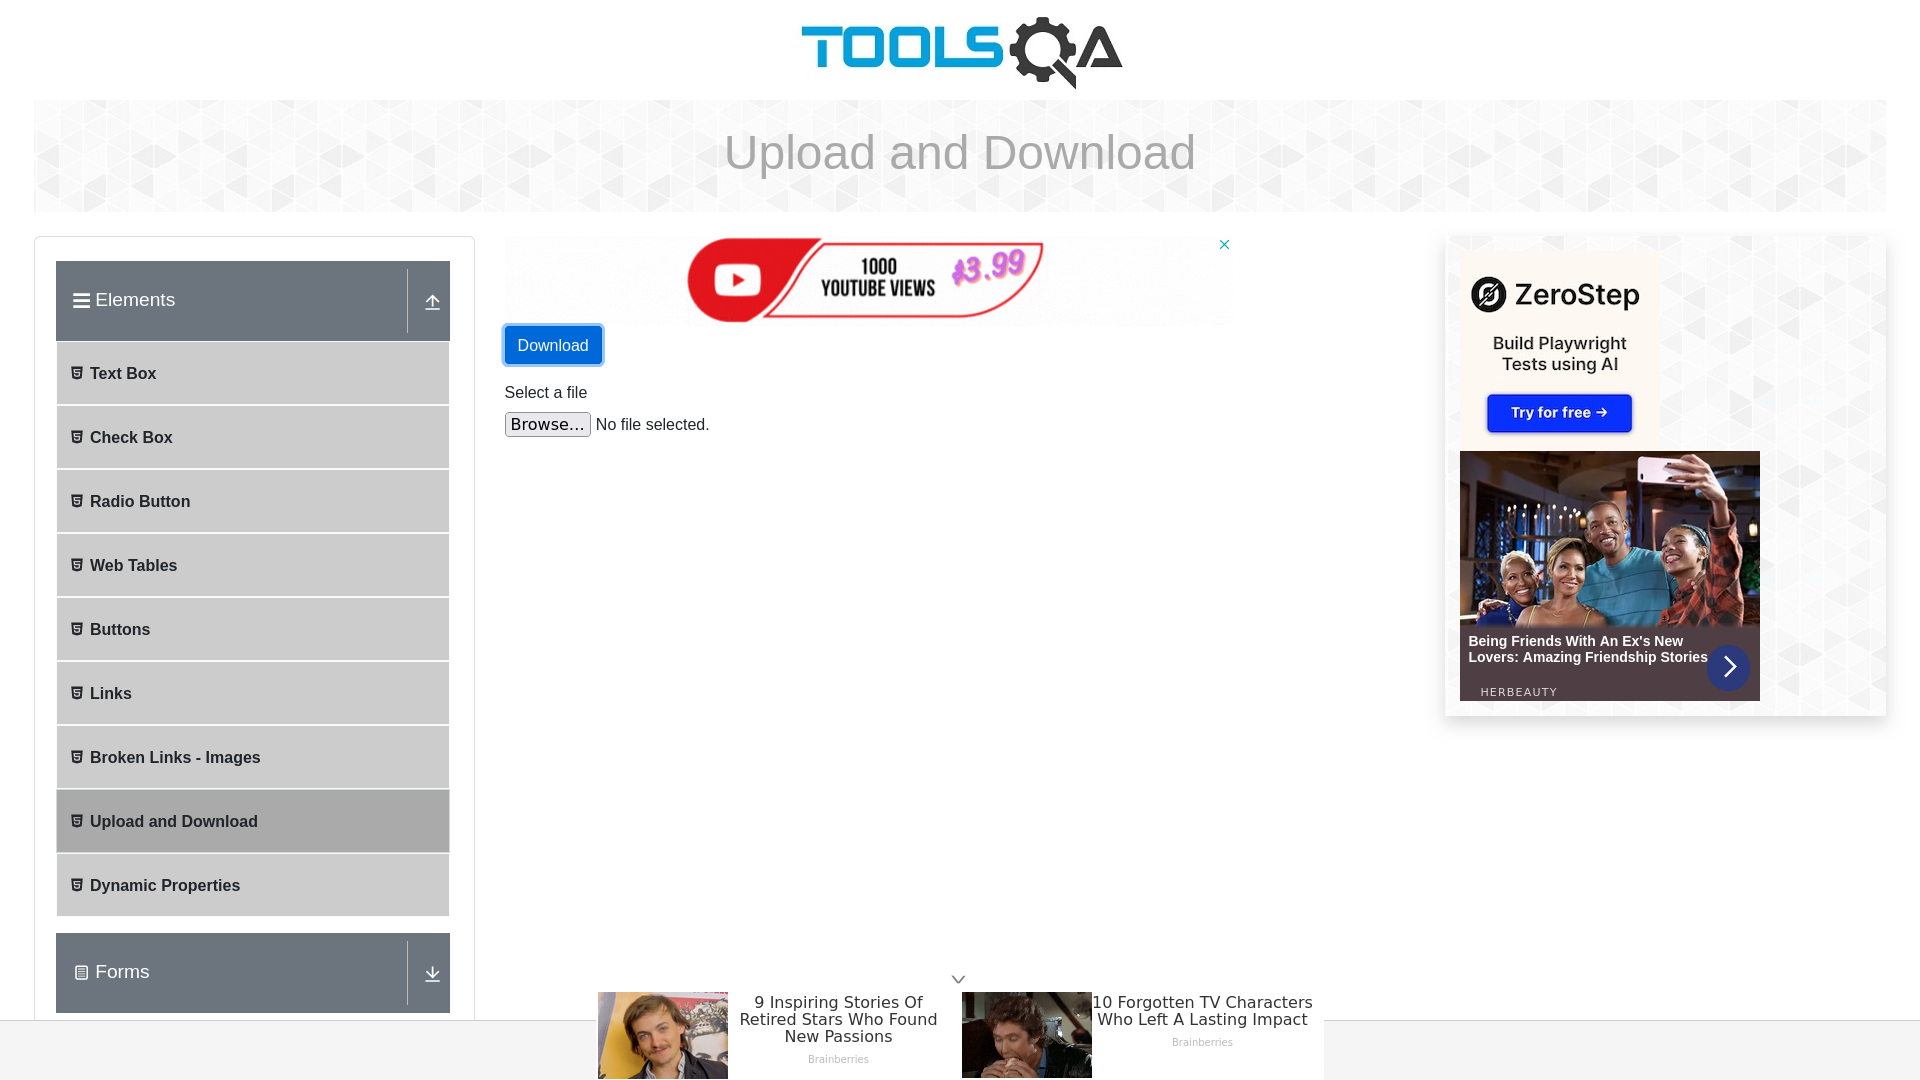 TOOLSQA
Upload and Download
Elements
Text Box
Check Box
Radio Button
Web Tables
Buttons
Links
Broken Links - Images
Upload and Download
Dynamic Properties
Forms
1000
YOUTUBE VIEWS
$3.99
Download
Select a file
Browse... No file selected.
ZeroStep
Build Playwright
Tests using AI
Try for free →
Being Friends With An Ex's New
Lovers: Amazing Friendship Stories
HERBEAUTY
9 Inspiring Stories Of
Retired Stars Who Found
New Passions
Brainberries
10 Forgotten TV Characters
Who Left A Lasting Impact
Brainberries